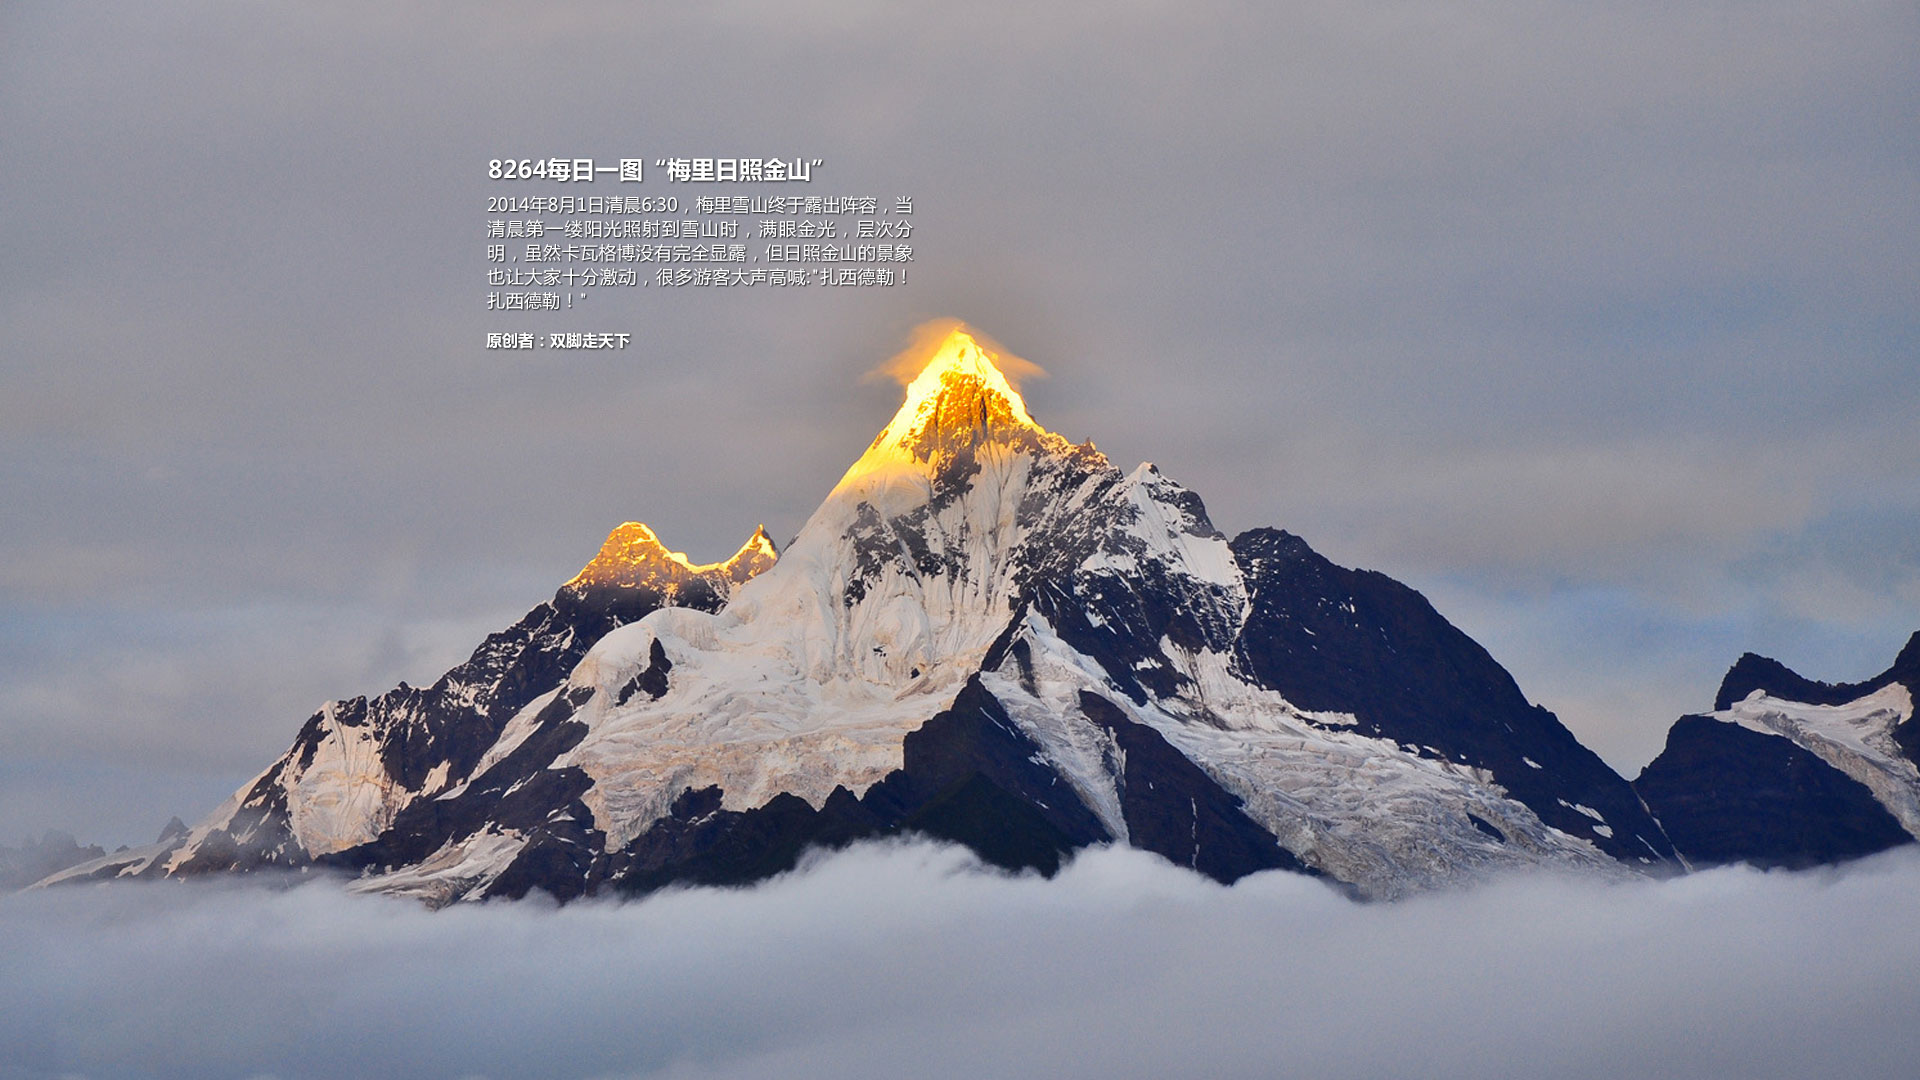 8264每日一图“梅里日照金山”
2014年8月1日清晨6:30，梅里雪山终于露出阵容，当
清晨第一缕阳光照射到雪山时，满眼金光，层次分
明，虽然卡瓦格博没有完全显露，但日照金山的景象
也让大家十分激动，很多游客大声高喊:"扎西德勒！
扎西德勒！"
原创者：双脚走天下